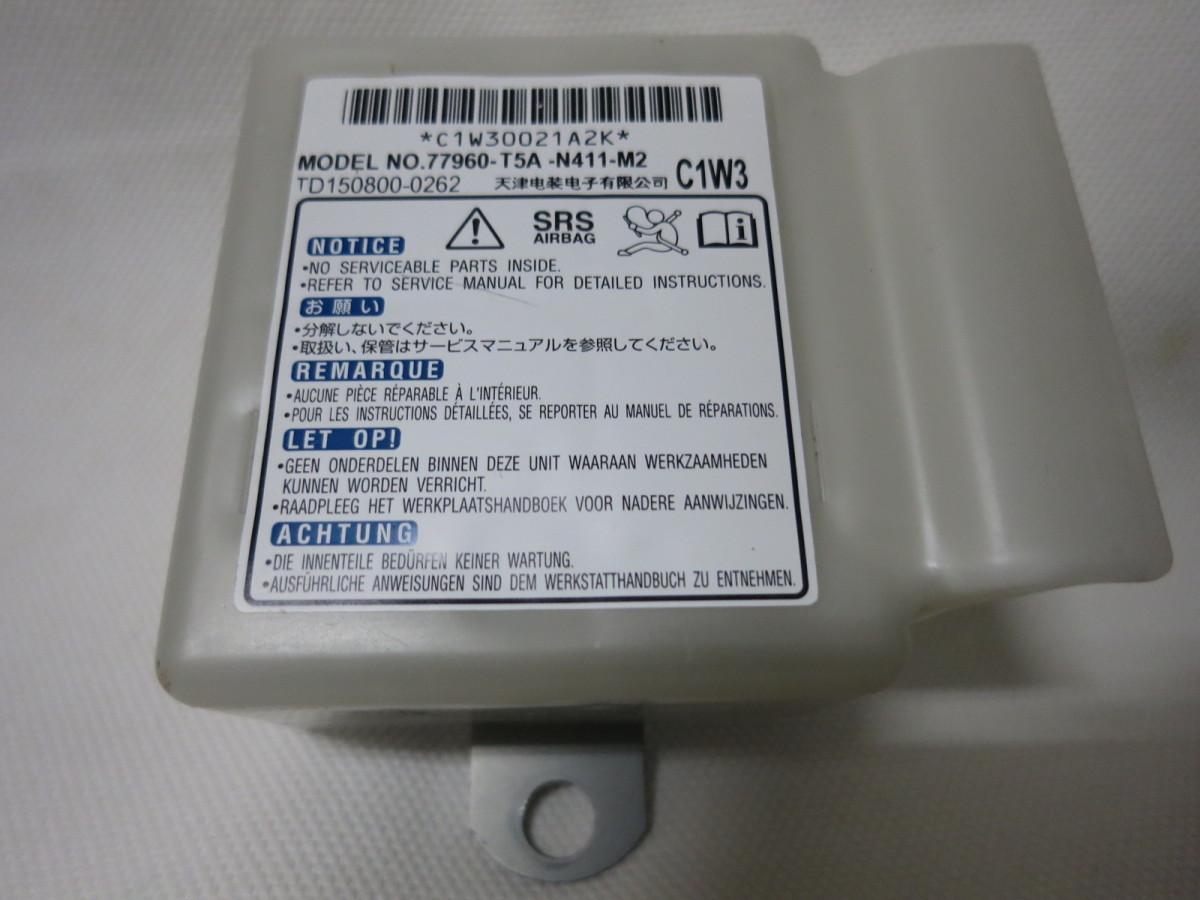 *C1W30021A2K*
MODEL NO.77960-T5A -N411-M2
TD150800-0262 天津电装电子有限公司 C1W3
SRS
AIRBAG
NOTICE
•NO SERVICEABLE PARTS INSIDE.
•REFER TO SERVICE MANUAL FOR DETAILED INSTRUCTIONS.
お願い
•分解しないでください。
•取扱い、保管はサービスマニュアルを参照してください。
REMARQUE
•AUCUNE PIÈCE RÉPARABLE À L'INTÉRIEUR.
•POUR LES INSTRUCTIONS DÉTAILLÉES, SE REPORTER AU MANUEL DE RÉPARATIONS.
LET OP!
•GEEN ONDERDELEN BINNEN DEZE UNIT WAARAAN WERKZAAMHEDEN
KUNNEN WORDEN VERRICHT.
•RAADPLEEG HET WERKPLAATSHANDBOEK VOOR NADERE AANWIJZINGEN.
ACHTUNG
•DIE INNENTEILE BEDÜRFEN KEINER WARTUNG.
•AUSFÜHRLICHE ANWEISUNGEN SIND DEM WERKSTATTHANDBUCH ZU ENTNEHMEN.